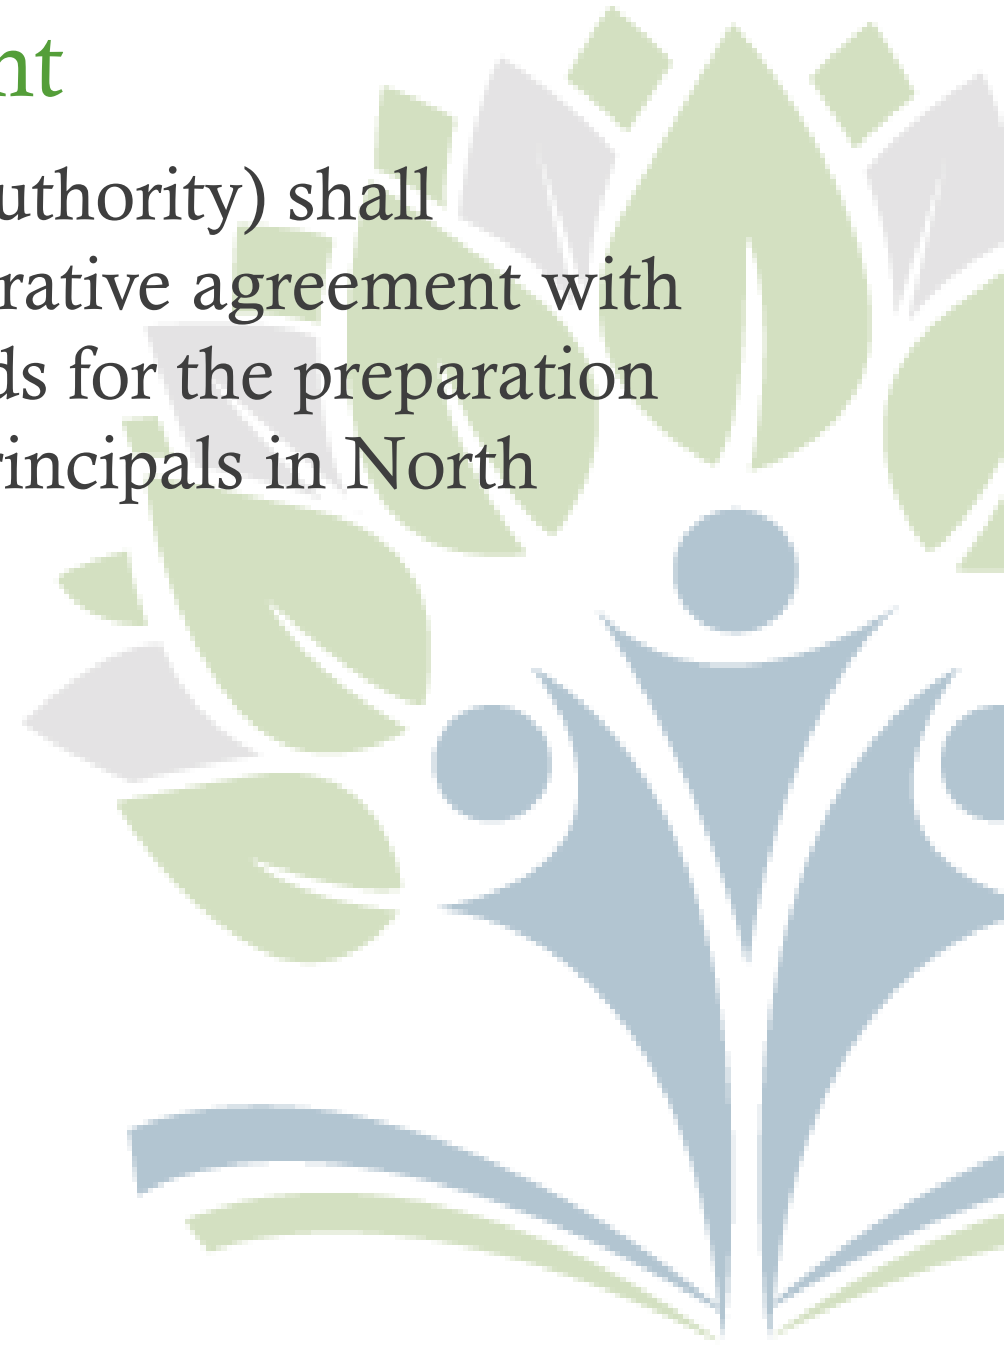 nt
uthority) shall
rative agreement with
ds for the preparation
rincipals in North